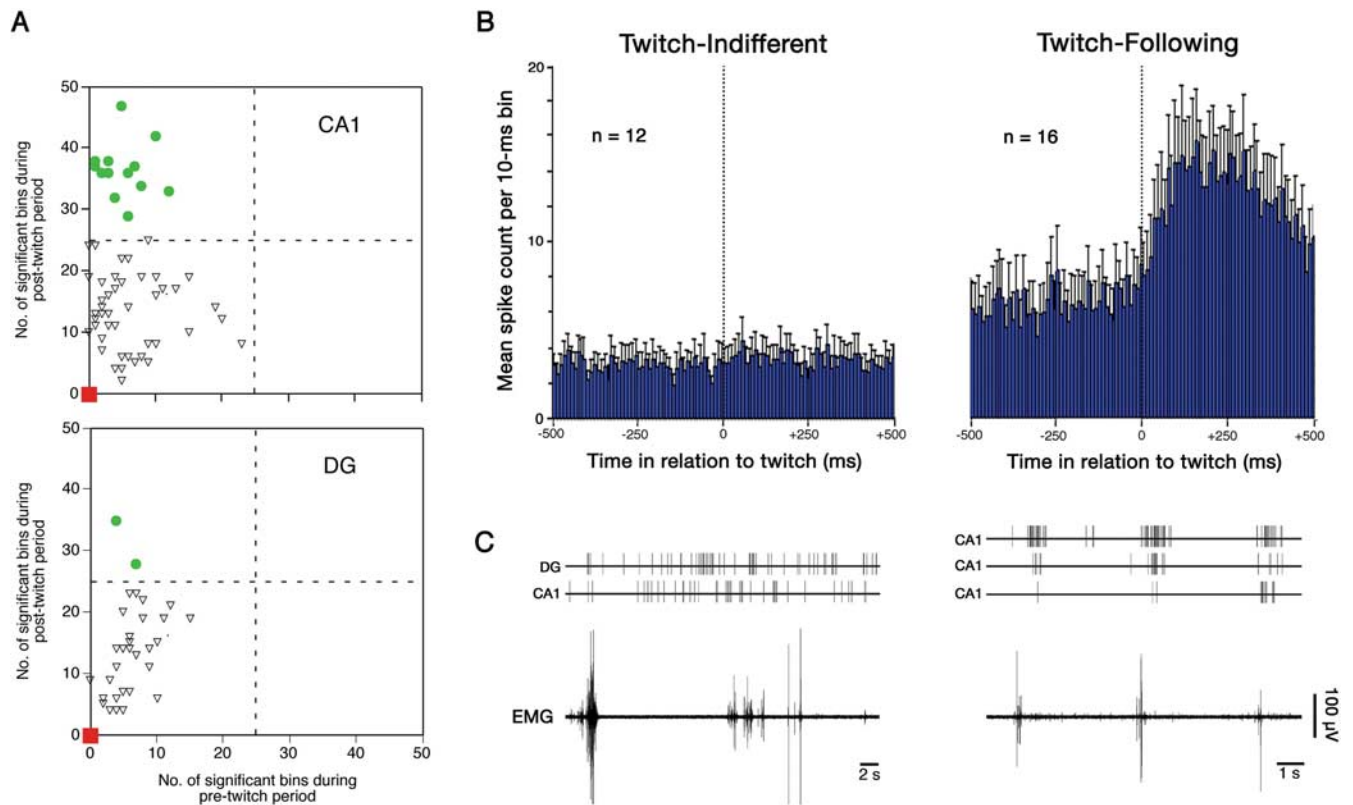 A
No. of significant bins during
post-twitch period
50
40
30
20
10
0
CA1
No. of significant bins during
post-twitch period
50
40
30
20
10
0
DG
0 10 20 30 40 50
No. of significant bins during
pre-twitch period
B
Twitch-Indifferent
Mean spike count per 10-ms bin
20
10
0
n = 12
-500 -250 0 +250 +500
Time in relation to twitch (ms)
Twitch-Following
n = 16
-500 -250 0 +250 +500
Time in relation to twitch (ms)
C
DG
CA1
EMG
2 s
CA1
CA1
CA1
100 µV
1 s